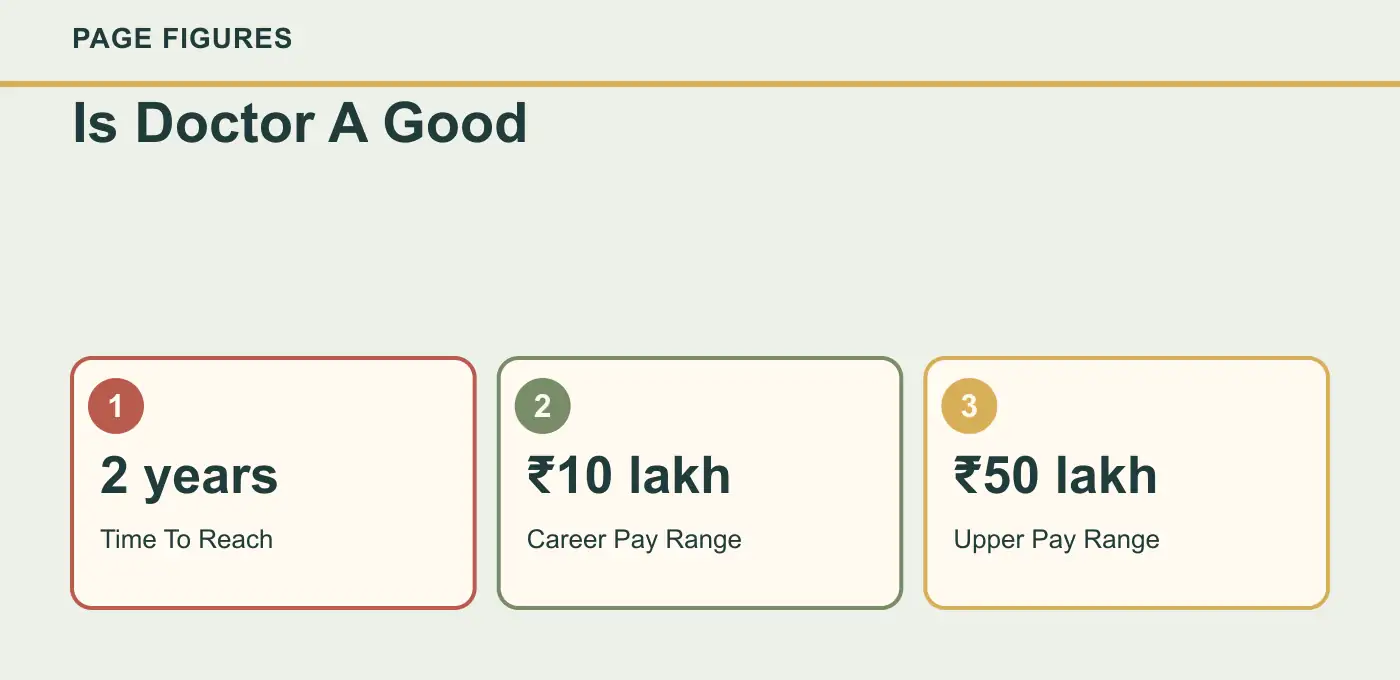 PAGE FIGURES
Is Doctor A Good
1
2 years
Time To Reach
2
₹10 lakh
Career Pay Range
3
₹50 lakh
Upper Pay Range